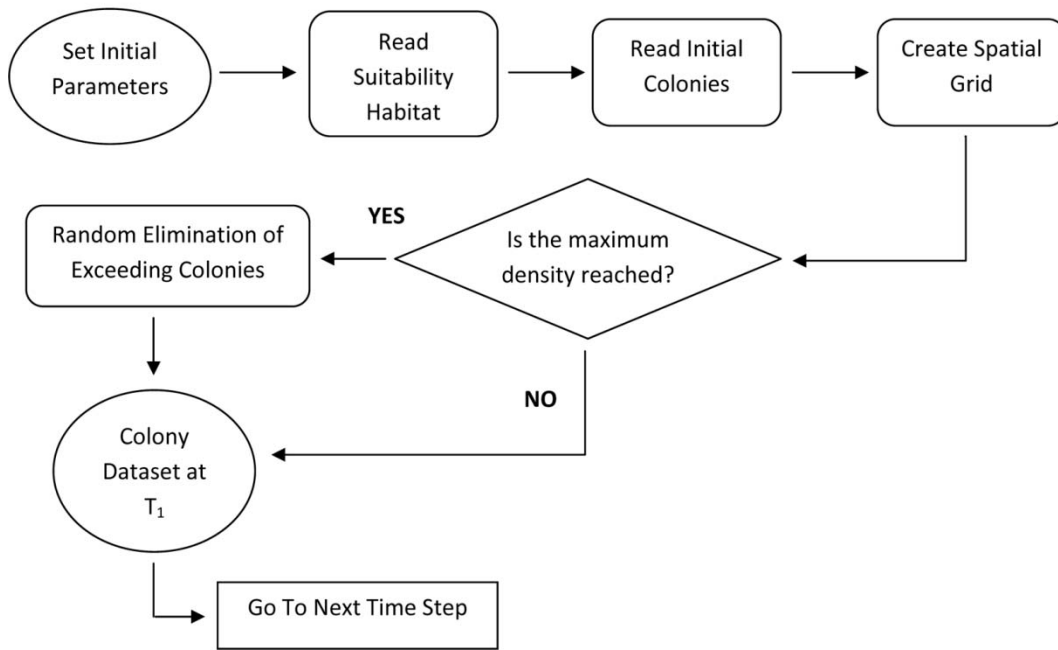 Set Initial
Parameters
Read
Suitability
Habitat
Read Initial
Colonies
Create Spatial
Grid
Is the maximum
density reached?
YES
Random Elimination of
Exceeding Colonies
NO
Colony
Dataset at
T₁
Go To Next Time Step